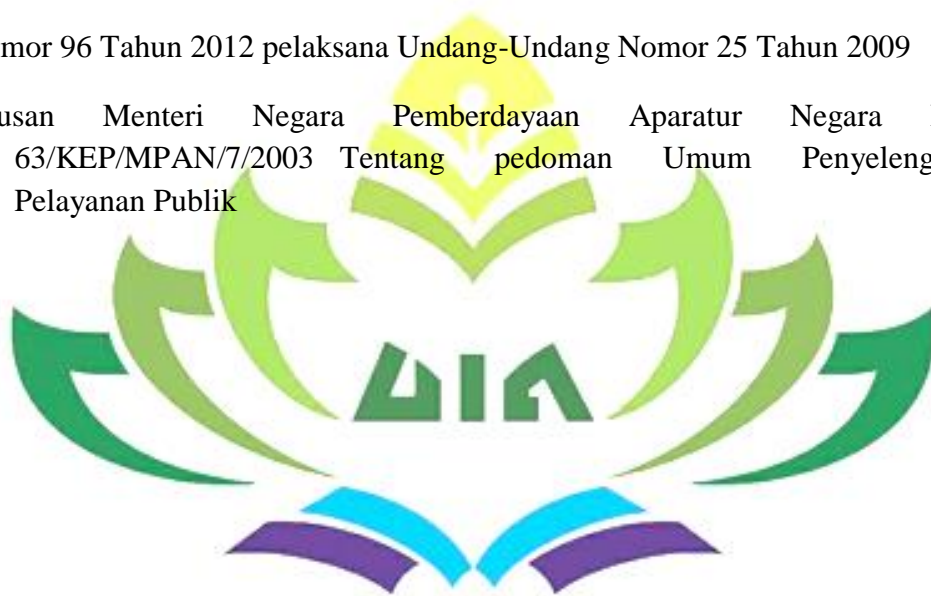 mor 96 Tahun 2012 pelaksana Undang-Undang Nomor 25 Tahun 2009
usan Menteri Negara Pemberdayaan Aparatur Negara
63/KEP/MPAN/7/2003 Tentang pedoman Umum Penyeleng
Pelayanan Publik
UIN